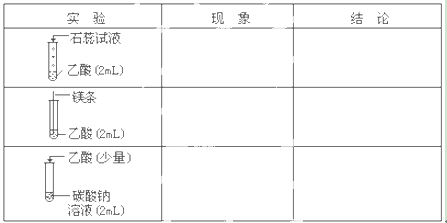 实验 现象 结论
石蕊试液
乙酸(2mL)
镁条
乙酸(2mL)
乙酸(少量)
碳酸钠
溶液(2mL)